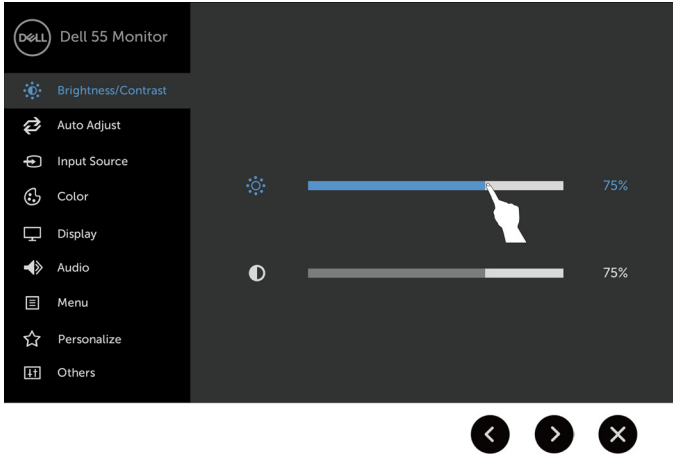 DELL Dell 55 Monitor
Brightness/Contrast
Auto Adjust
Input Source
Color
Display
Audio
Menu
Personalize
Others
75%
75%